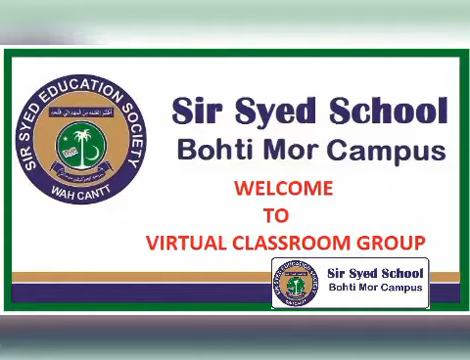 SIR SYED EDUCATION SOCIETY
WAH CANTT
Sir Syed School
Bohti Mor Campus
WELCOME
TO
VIRTUAL CLASSROOM GROUP
Sir Syed School
Bohti Mor Campus